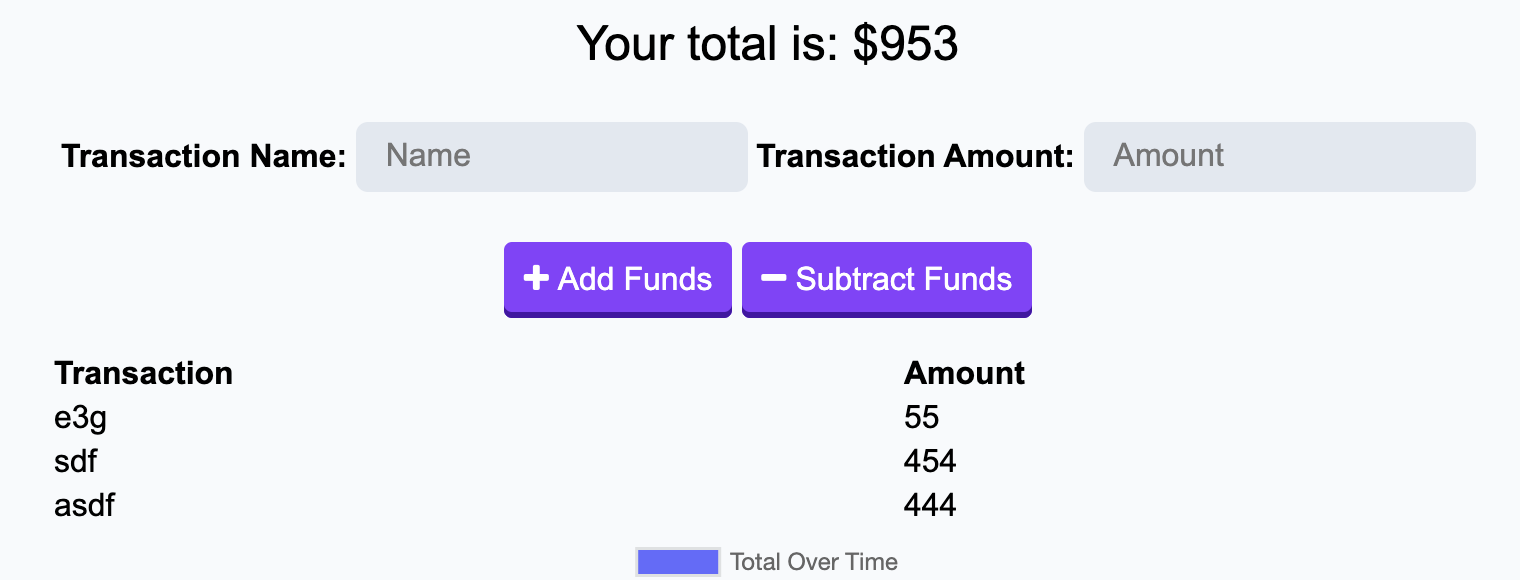 Your total is: $953
Transaction Name: Name Transaction Amount: Amount
Add Funds Subtract Funds
Transaction Amount
e3g 55
sdf 454
asdf 444
Total Over Time